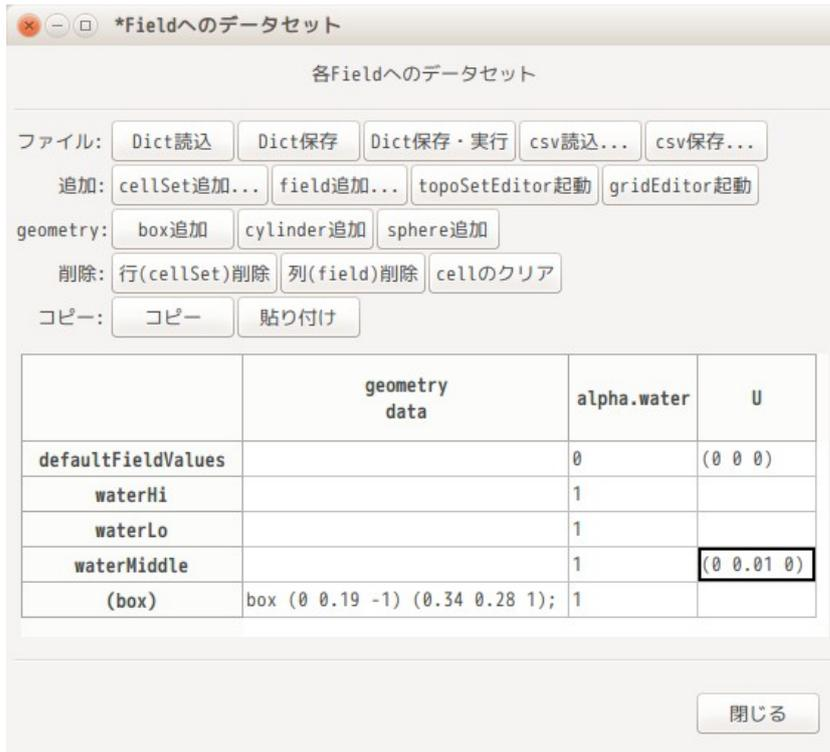 *Fieldへのデータセット
各Fieldへのデータセット
ファイル: Dict読込 Dict保存 Dict保存・実行 csv読込... csv保存...
追加: cellSet追加... field追加... topoSetEditor起動 gridEditor起動
geometry: box追加 cylinder追加 sphere追加
削除: 行(cellSet)削除 列(field)削除 cellのクリア
コピー: コピー 貼り付け
geometry
data alpha.water U
defaultFieldValues 0 (0 0 0)
waterHi 1
waterLo 1
waterMiddle 1 (0 0.01 0)
(box) box (0 0.19 -1) (0.34 0.28 1); 1
閉じる